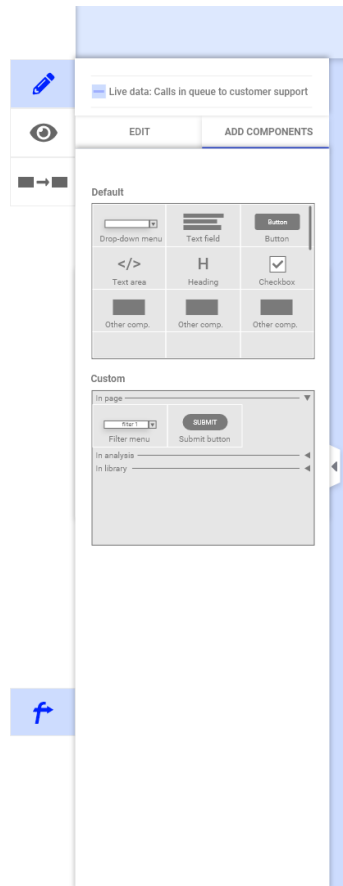 Live data: Calls in queue to customer support
EDIT ADD COMPONENTS
Default
Button
Drop-down menu Text field Button
</> H
Text area Heading Checkbox
Other comp. Other comp. Other comp.
Custom
In page
filter 1 SUBMIT
Filter menu Submit button
In analysis
In library